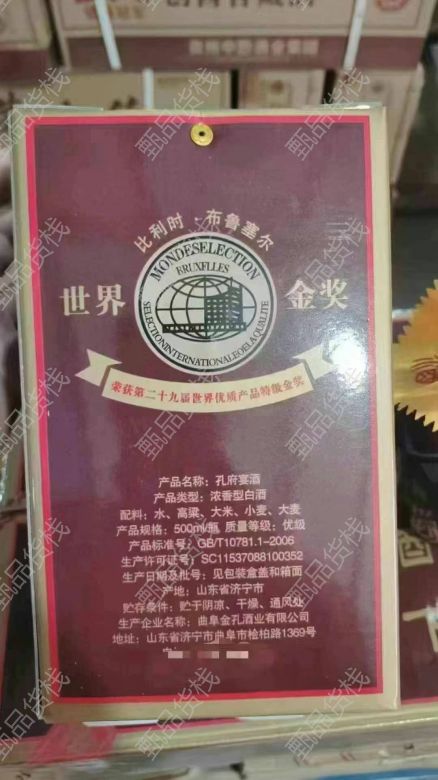 比利时·布鲁塞尔
MONDESELECTION
BRUXFLLES
SELECTIONINTERNATIONALEOELAQUALITE
世界 金奖
荣获第二十九届世界优质产品特级金奖
产品名称：孔府宴酒
产品类型：浓香型白酒
配料：水、高粱、大米、小麦、大麦
产品规格：500ml/瓶 质量等级：优级
产品标准号：GB/T10781.1-2006
生产许可证号：SC11537088100352
生产日期及批号：见包装盒盖和箱面
产地：山东省济宁市
贮存条件：贮于阴凉、干燥、通风处
生产企业名称：曲阜金孔酒业有限公司
地址：山东省济宁市曲阜市桧柏路1369号
甄品货栈